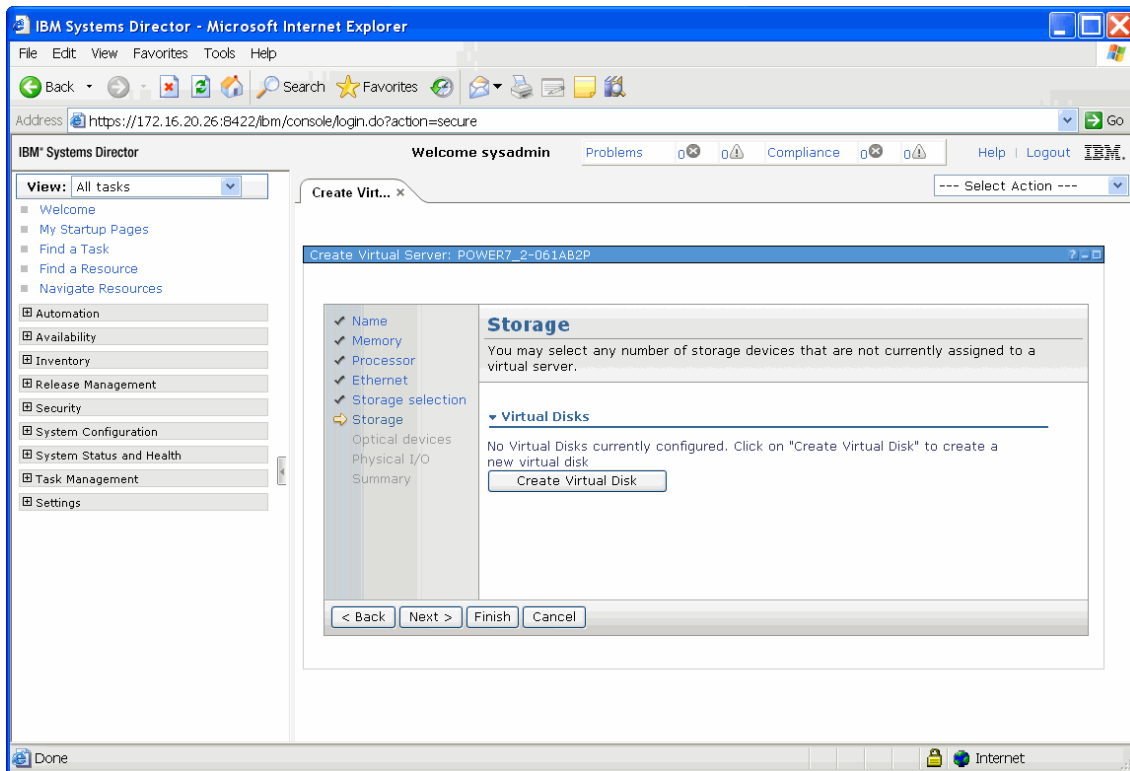 IBM Systems Director - Microsoft Internet Explorer
File Edit View Favorites Tools Help
Back Search Favorites
Address https://172.16.20.26:8422/ibm/console/login.do?action=secure Go
IBM® Systems Director Welcome sysadmin Problems 0 0 Compliance 0 0 Help | Logout IBM.
View: All tasks
Create Virt... × --- Select Action ---
Welcome
My Startup Pages
Find a Task
Find a Resource
Navigate Resources
Automation
Availability
Inventory
Release Management
Security
System Configuration
System Status and Health
Task Management
Settings
Create Virtual Server: POWER7_2-061AB2P ?
Name
Memory
Processor
Ethernet
Storage selection
Storage
Optical devices
Physical I/O
Summary
Storage
You may select any number of storage devices that are not currently assigned to a
virtual server.
Virtual Disks
No Virtual Disks currently configured. Click on "Create Virtual Disk" to create a
new virtual disk
Create Virtual Disk
< Back Next > Finish Cancel
Done Internet